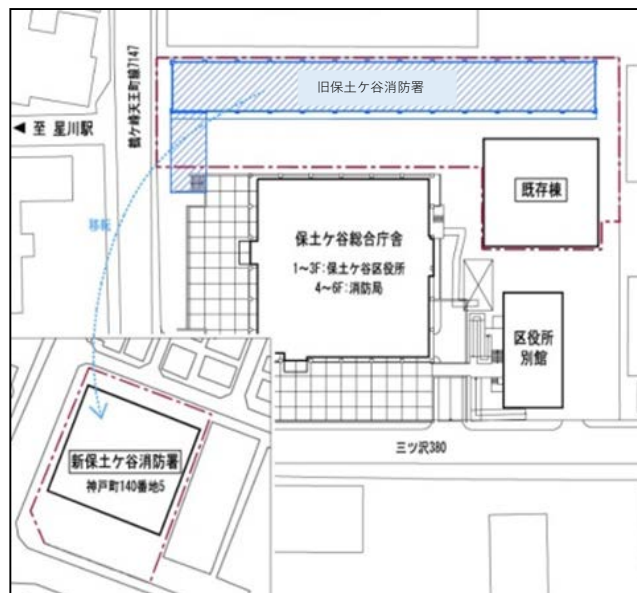 旧保土ケ谷消防署
鶴ケ峰天王町線7147
◀ 至 星川駅
既存棟
移転
保土ケ谷総合庁舎
1~3F:保土ケ谷区役所
4~6F:消防局
区役所
別館
新保土ケ谷消防署
神戸町140番地5
三ツ沢380